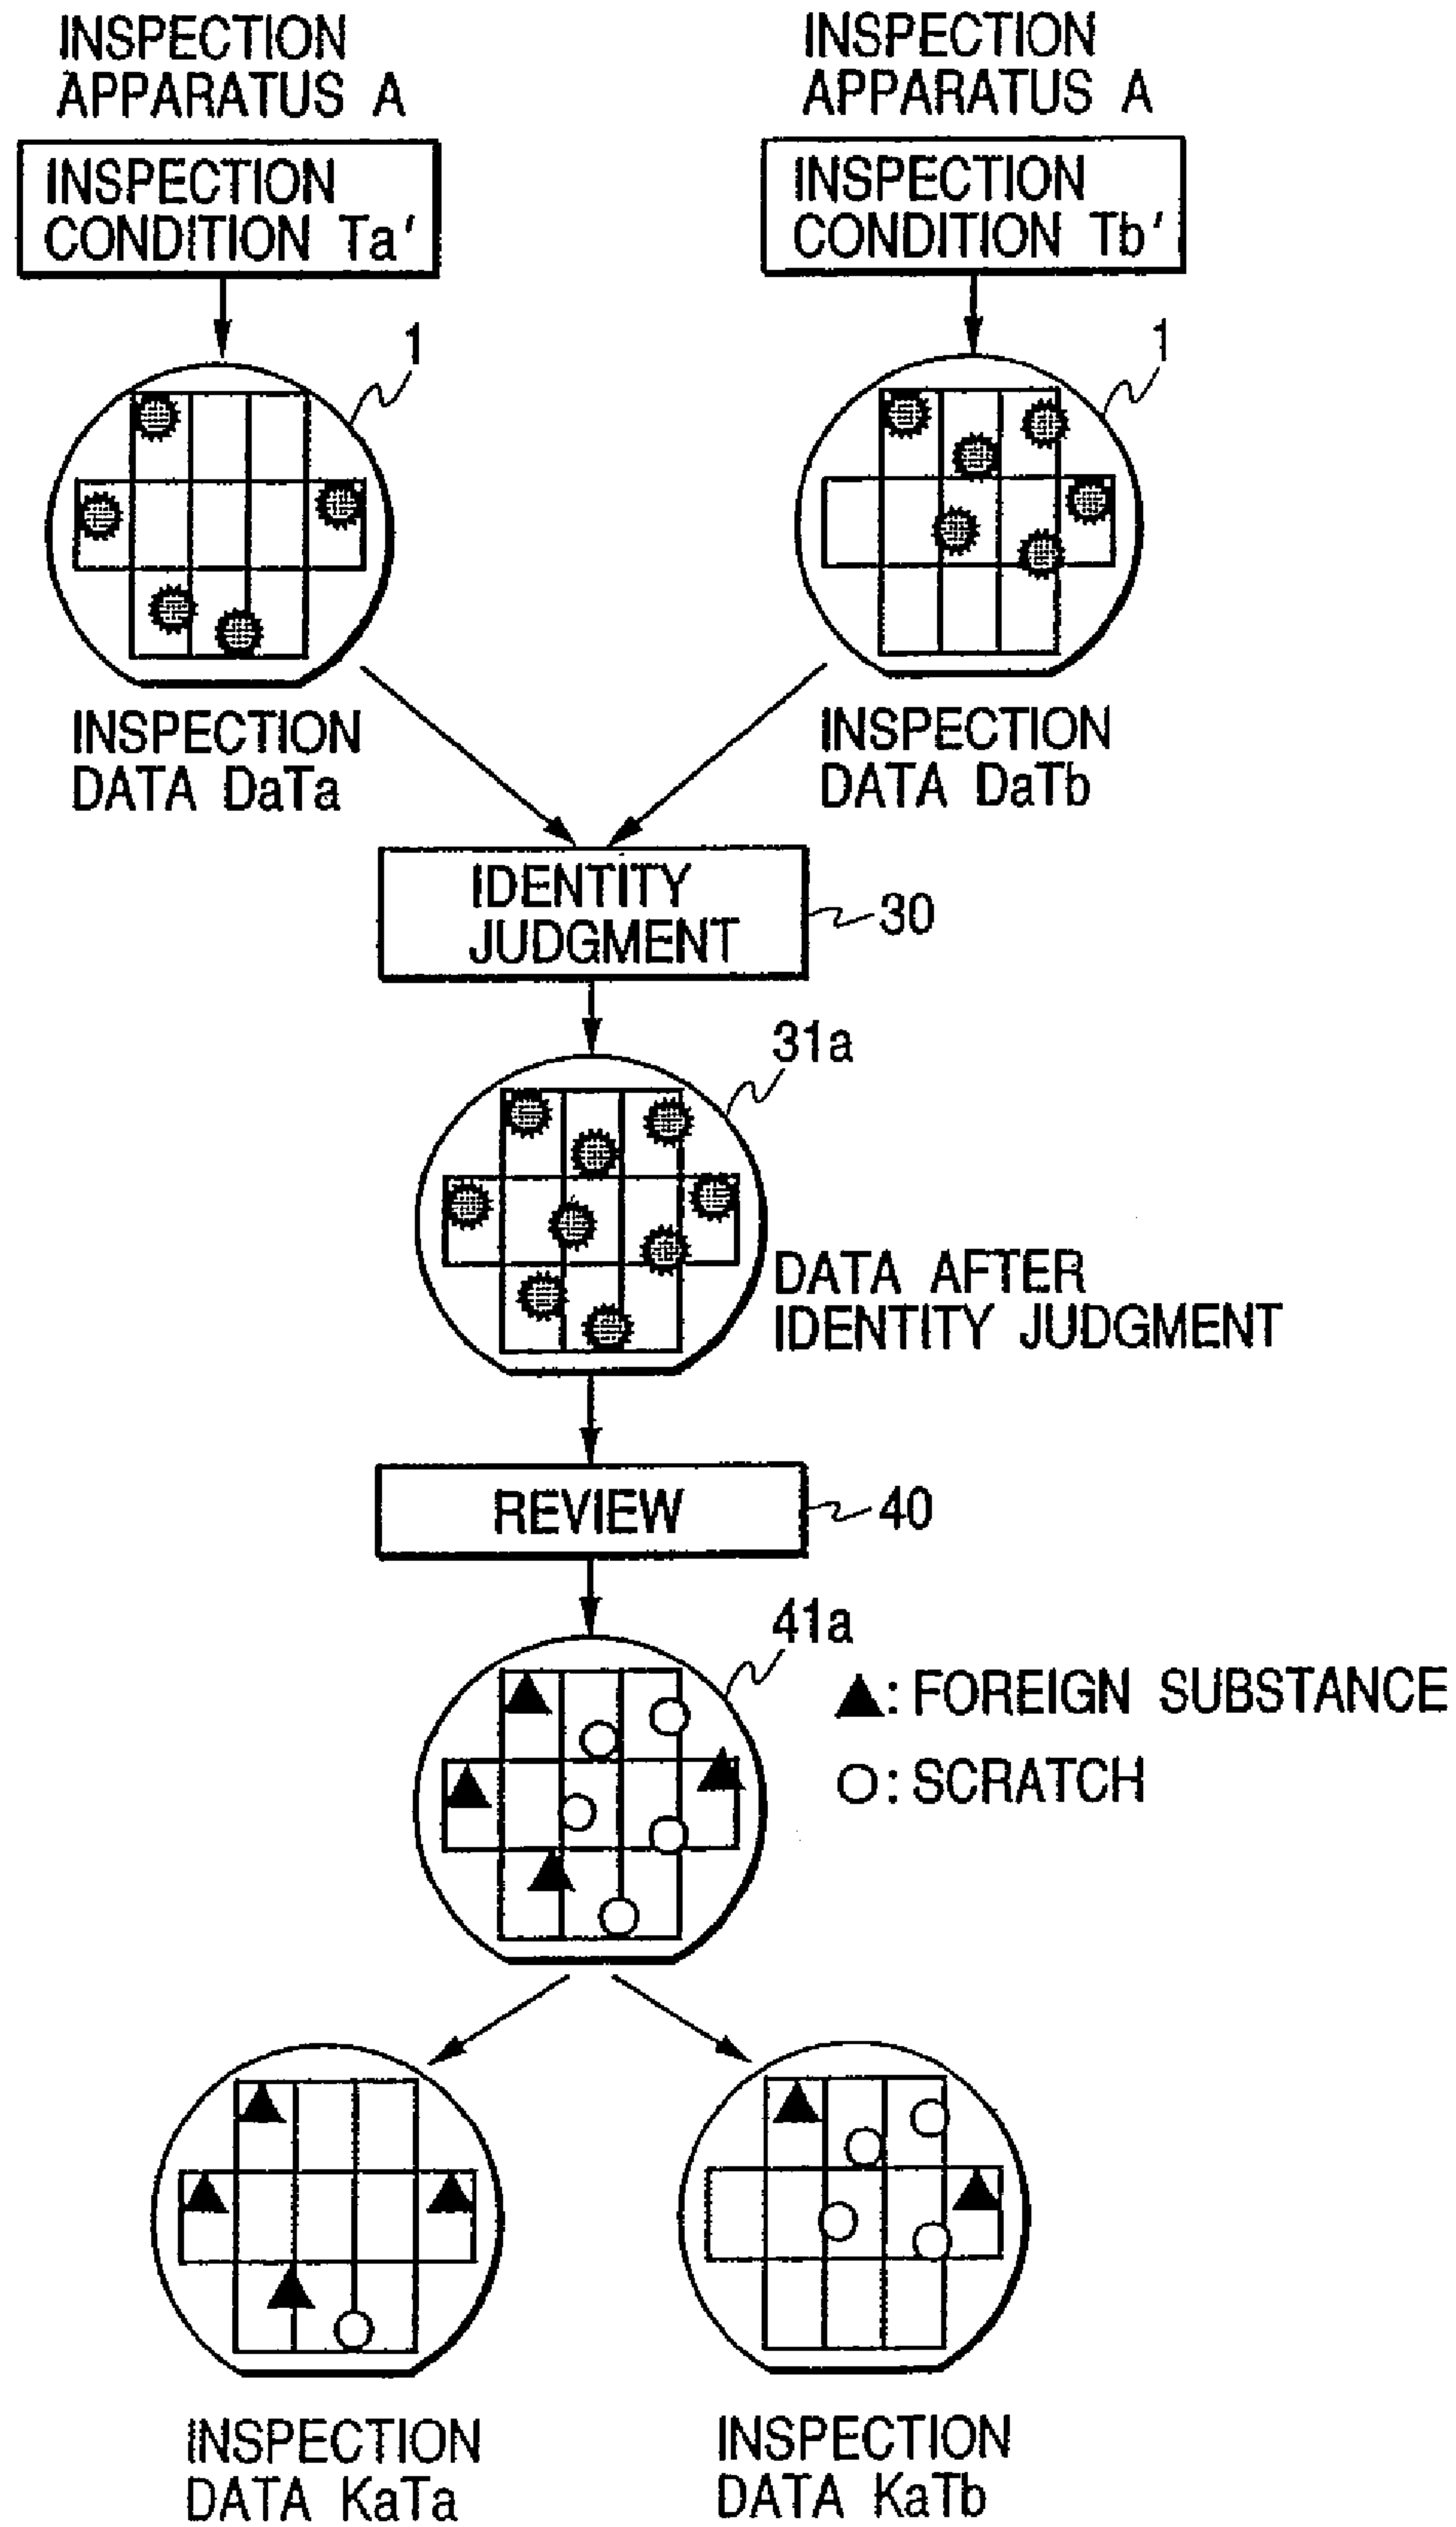 INSPECTION
APPARATUS A
INSPECTION
APPARATUS A
INSPECTION
CONDITION Ta'
INSPECTION
CONDITION Tb'
1
1
INSPECTION
DATA DaTa
INSPECTION
DATA DaTb
IDENTITY
JUDGMENT
30
31a
DATA AFTER
IDENTITY JUDGMENT
REVIEW
40
41a
▲: FOREIGN SUBSTANCE
○: SCRATCH
INSPECTION
DATA KaTa
INSPECTION
DATA KaTb